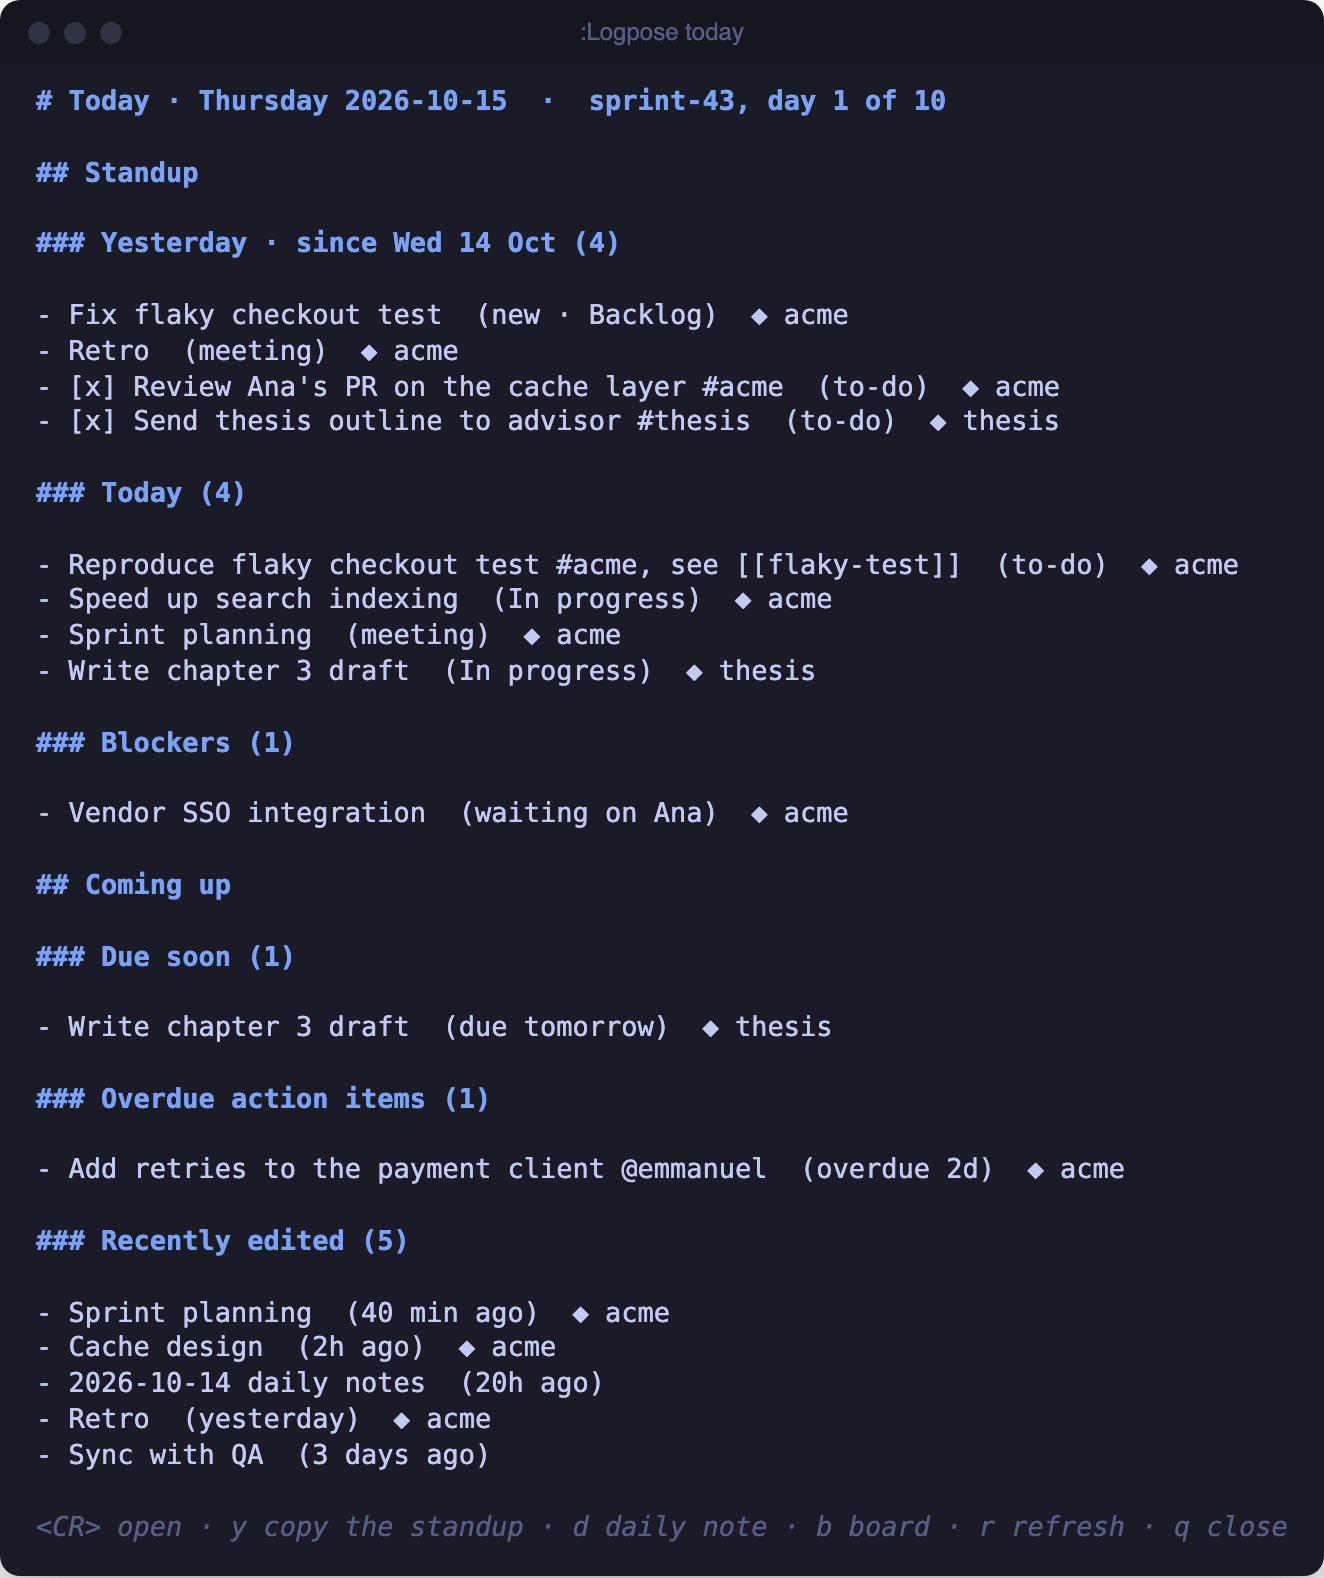 :Logpose today
# Today · Thursday 2026-10-15  ·  sprint-43, day 1 of 10
## Standup
### Yesterday · since Wed 14 Oct (4)
- Fix flaky checkout test  (new · Backlog)  ◆ acme
- Retro  (meeting)  ◆ acme
- [x] Review Ana's PR on the cache layer #acme  (to-do)  ◆ acme
- [x] Send thesis outline to advisor #thesis  (to-do)  ◆ thesis
### Today (4)
- Reproduce flaky checkout test #acme, see [[flaky-test]]  (to-do)  ◆ acme
- Speed up search indexing  (In progress)  ◆ acme
- Sprint planning  (meeting)  ◆ acme
- Write chapter 3 draft  (In progress)  ◆ thesis
### Blockers (1)
- Vendor SSO integration  (waiting on Ana)  ◆ acme
## Coming up
### Due soon (1)
- Write chapter 3 draft  (due tomorrow)  ◆ thesis
### Overdue action items (1)
- Add retries to the payment client @emmanuel  (overdue 2d)  ◆ acme
### Recently edited (5)
- Sprint planning  (40 min ago)  ◆ acme
- Cache design  (2h ago)  ◆ acme
- 2026-10-14 daily notes  (20h ago)
- Retro  (yesterday)  ◆ acme
- Sync with QA  (3 days ago)
<CR> open · y copy the standup · d daily note · b board · r refresh · q close